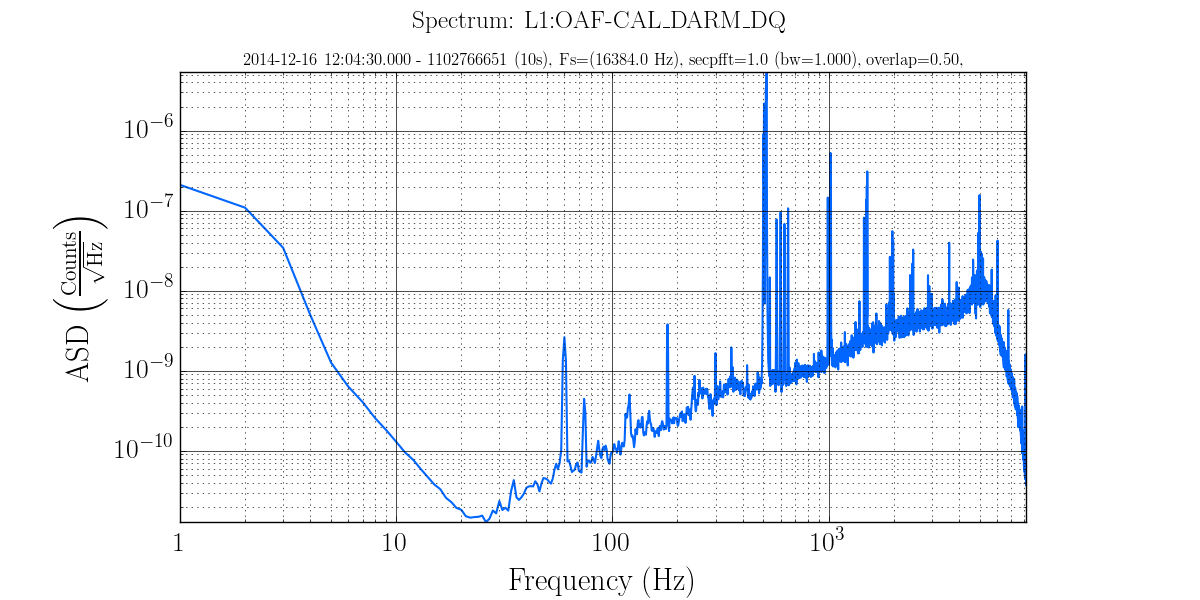 Spectrum: L1:OAF-CAL_DARM_DQ
2014-12-16 12:04:30.000 - 1102766651 (10s), Fs=(16384.0 Hz), secpfft=1.0 (bw=1.000), overlap=0.50,
ASD (Counts/√Hz)
10⁻⁶
10⁻⁷
10⁻⁸
10⁻⁹
10⁻¹⁰
1 10 100 10³
Frequency (Hz)